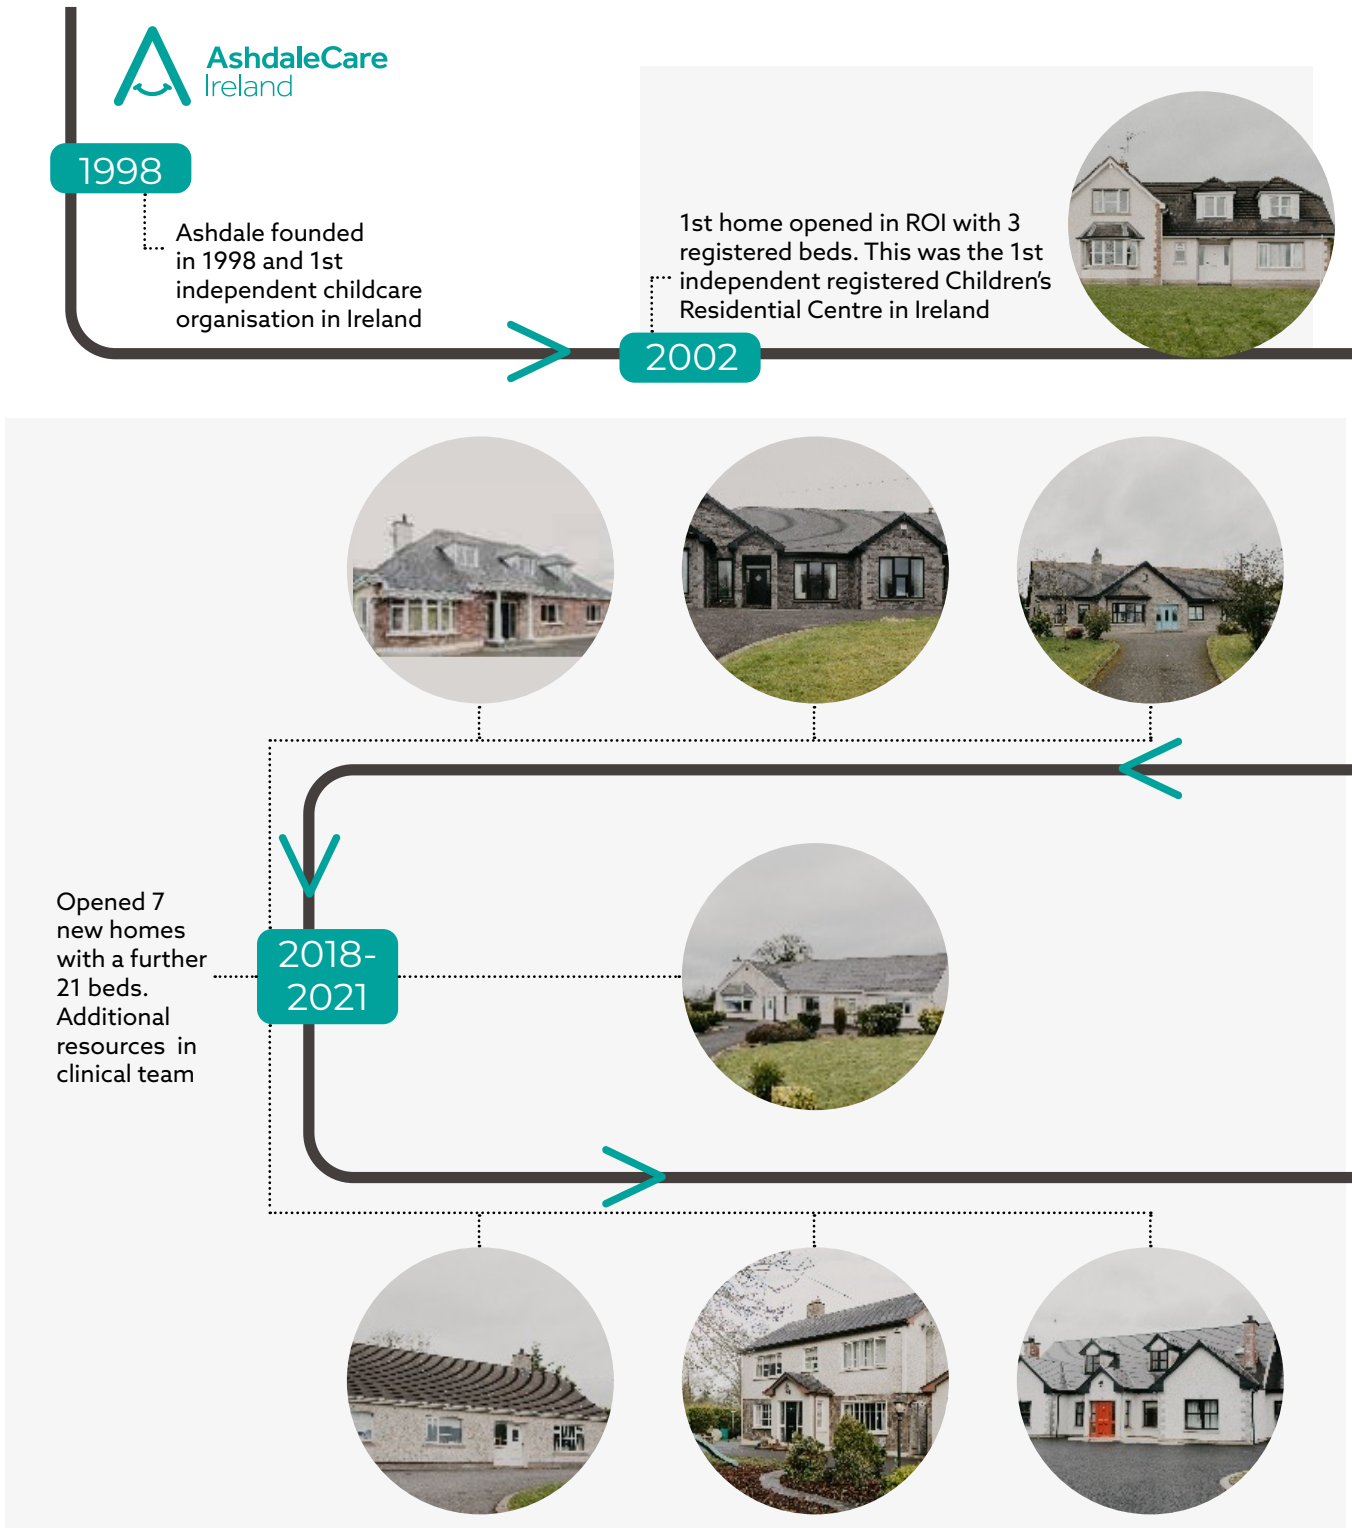 AshdaleCare
Ireland
1998
Ashdale founded
in 1998 and 1st
independent childcare
organisation in Ireland
1st home opened in ROI with 3
registered beds. This was the 1st
independent registered Children's
Residential Centre in Ireland
2002
Opened 7
new homes
with a further
21 beds.
Additional
resources in
clinical team
2018-
2021